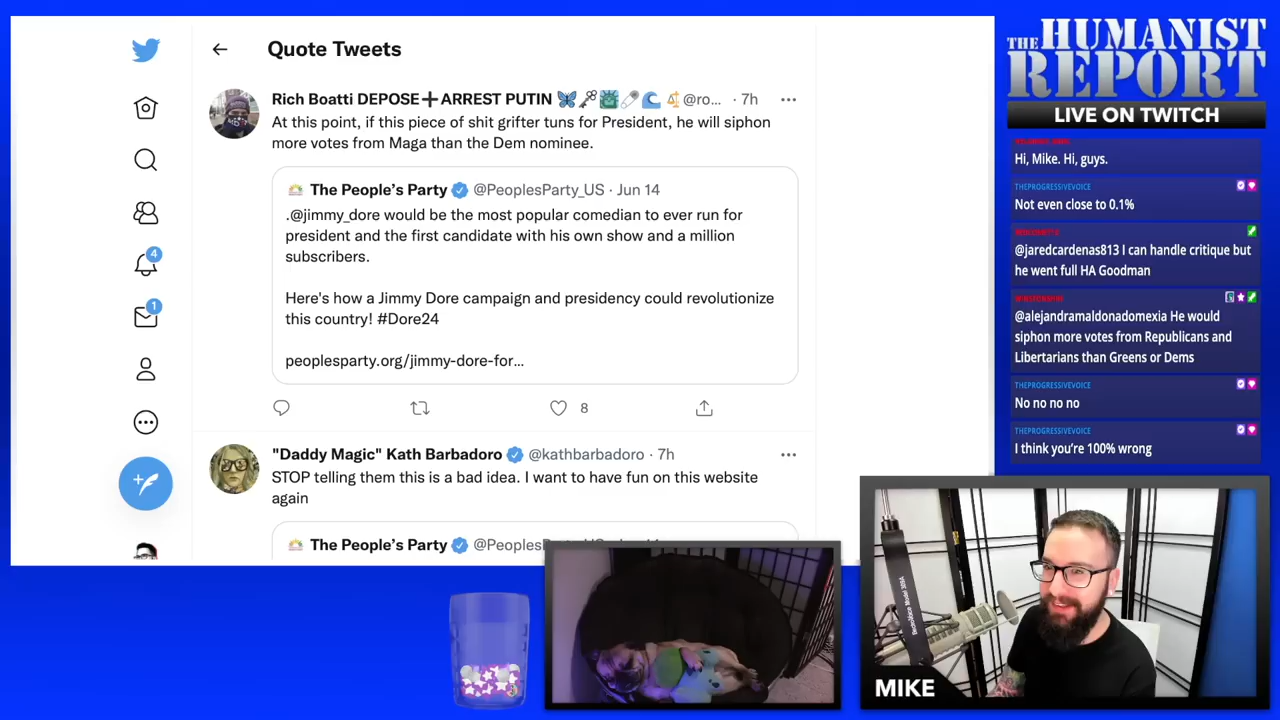 Quote Tweets
Rich Boatti DEPOSE➕ARREST PUTIN 🦋🗝🗽🩹🌊⚖️@ro... · 7h
At this point, if this piece of shit grifter tuns for President, he will siphon
more votes from Maga than the Dem nominee.
The People's Party @PeoplesParty_US · Jun 14
.@jimmy_dore would be the most popular comedian to ever run for
president and the first candidate with his own show and a million
subscribers.
Here's how a Jimmy Dore campaign and presidency could revolutionize
this country! #Dore24
peoplesparty.org/jimmy-dore-for...
8
"Daddy Magic" Kath Barbadoro @kathbarbadoro · 7h
STOP telling them this is a bad idea. I want to have fun on this website
again
The People's Party
4
1
THE HUMANIST
REPORT
LIVE ON TWITCH
Hi, Mike. Hi, guys.
THEPROGRESSIVEVOICE
Not even close to 0.1%
@jaredcardenas813 I can handle critique but
he went full HA Goodman
@alejandramaldonadomexia He would
siphon more votes from Republicans and
Libertarians than Greens or Dems
THEPROGRESSIVEVOICE
No no no no
THEPROGRESSIVEVOICE
I think you're 100% wrong
MIKE